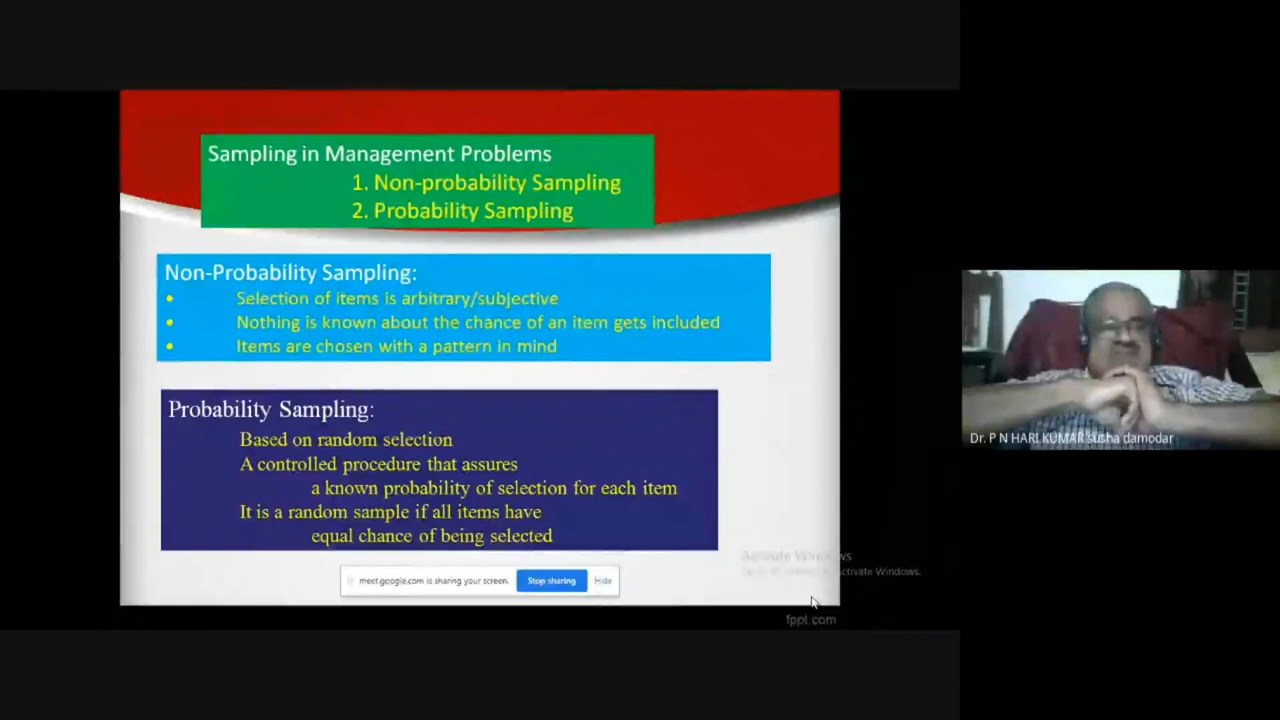 Sampling in Management Problems
1. Non-probability Sampling
2. Probability Sampling
Non-Probability Sampling:
• Selection of items is arbitrary/subjective
• Nothing is known about the chance of an item gets included
• Items are chosen with a pattern in mind
Probability Sampling:
Based on random selection
A controlled procedure that assures
a known probability of selection for each item
It is a random sample if all items have
equal chance of being selected
meet.google.com is sharing your screen. Stop sharing Hide
Activate Windows
Activate Windows.
fppt.com
Dr. P N HARI KUMAR susha damodar